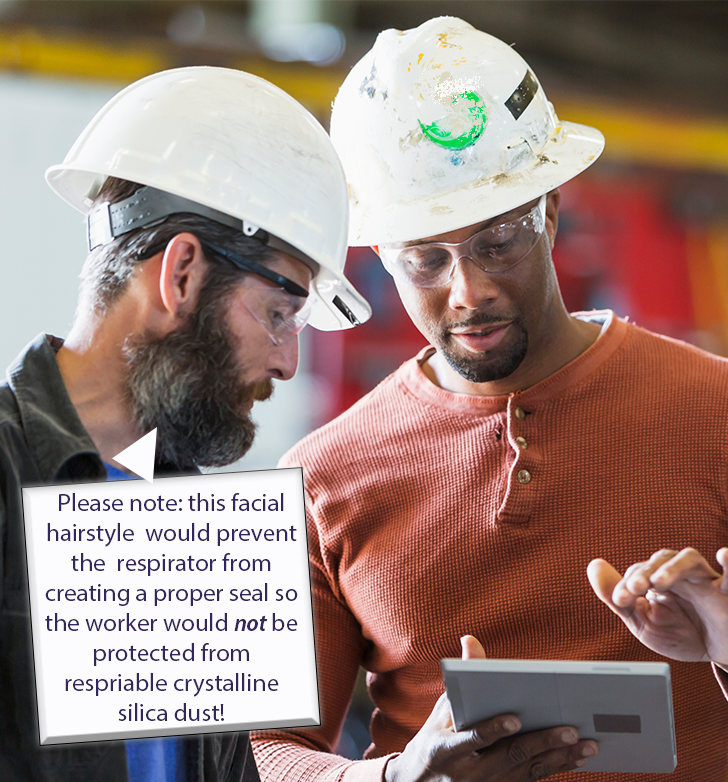 Please note: this facial
hairstyle would prevent
the respirator from
creating a proper seal so
the worker would not be
protected from
respriable crystalline
silica dust!